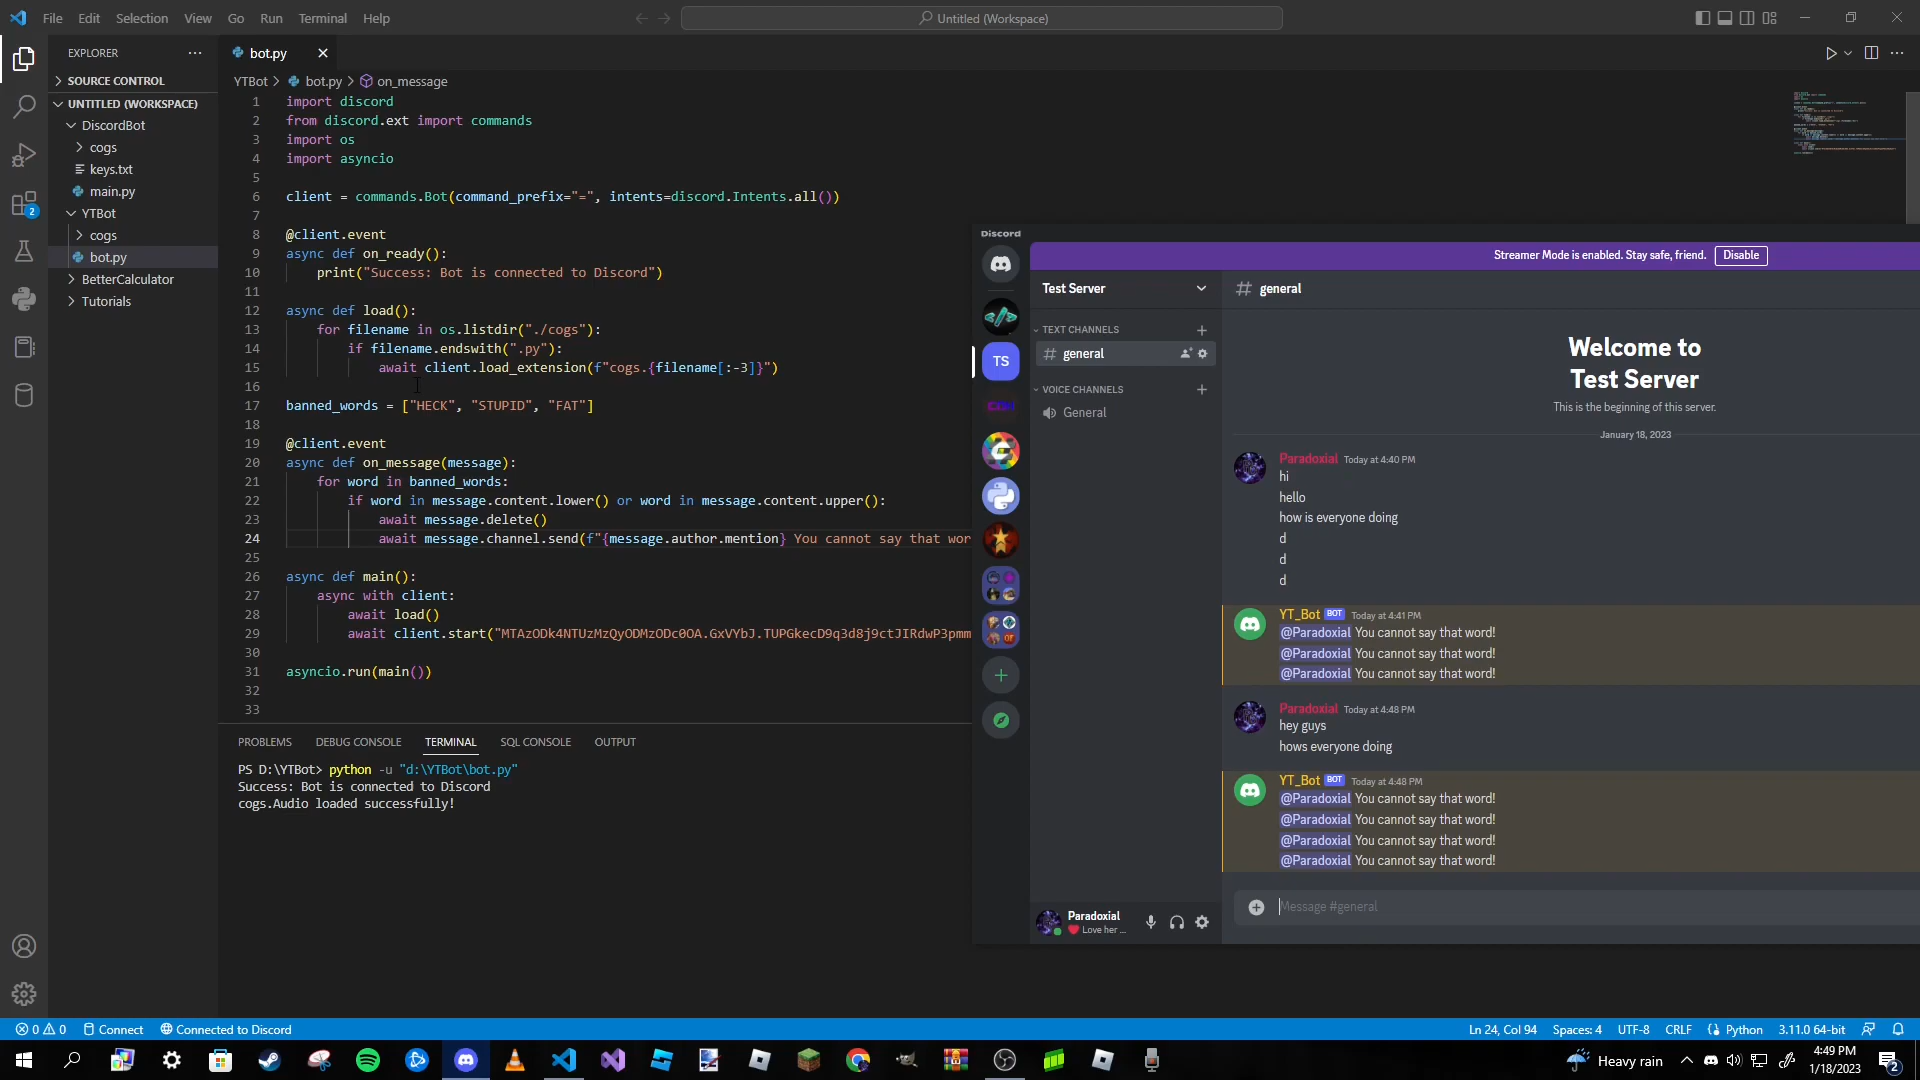 File Edit Selection View Go Run Terminal Help
Untitled (Workspace)
EXPLORER
SOURCE CONTROL
UNTITLED (WORKSPACE)
DiscordBot
cogs
keys.txt
main.py
YTBot
cogs
bot.py
BetterCalculator
Tutorials
2
bot.py
YTBot > bot.py > on_message
1 import discord
2 from discord.ext import commands
3 import os
4 import asyncio
5
6 client = commands.Bot(command_prefix="=", intents=discord.Intents.all())
7
8 @client.event
9 async def on_ready():
10 print("Success: Bot is connected to Discord")
11
12 async def load():
13 for filename in os.listdir("./cogs"):
14 if filename.endswith(".py"):
15 await client.load_extension(f"cogs.{filename[:-3]}")
16
17 banned_words = ["HECK", "STUPID", "FAT"]
18
19 @client.event
20 async def on_message(message):
21 for word in banned_words:
22 if word in message.content.lower() or word in message.content.upper():
23 await message.delete()
24 await message.channel.send(f"{message.author.mention} You cannot say that wor
25
26 async def main():
27 async with client:
28 await load()
29 await client.start("MTAzODk4NTUzMzQyODMzODc0OA.GxVYbJ.TUPGkecD9q3d8j9ctJIRdwP3pmm
30
31 asyncio.run(main())
32
33
PROBLEMS DEBUG CONSOLE TERMINAL SQL CONSOLE OUTPUT
PS D:\YTBot> python -u "d:\YTBot\bot.py"
Success: Bot is connected to Discord
cogs.Audio loaded successfully!
Discord
Streamer Mode is enabled. Stay safe, friend. Disable
Test Server
general
TEXT CHANNELS
general
VOICE CHANNELS
General
TS
Welcome to
Test Server
This is the beginning of this server.
January 18, 2023
Paradoxial Today at 4:40 PM
hi
hello
how is everyone doing
d
d
d
YT_Bot BOT Today at 4:41 PM
@Paradoxial You cannot say that word!
@Paradoxial You cannot say that word!
@Paradoxial You cannot say that word!
Paradoxial Today at 4:48 PM
hey guys
hows everyone doing
YT_Bot BOT Today at 4:48 PM
@Paradoxial You cannot say that word!
@Paradoxial You cannot say that word!
@Paradoxial You cannot say that word!
@Paradoxial You cannot say that word!
Message #general
Paradoxial
Love her ...
0 0 Connect Connected to Discord
Ln 24, Col 94 Spaces: 4 UTF-8 CRLF Python 3.11.0 64-bit
Heavy rain
4:49 PM
1/18/2023
2